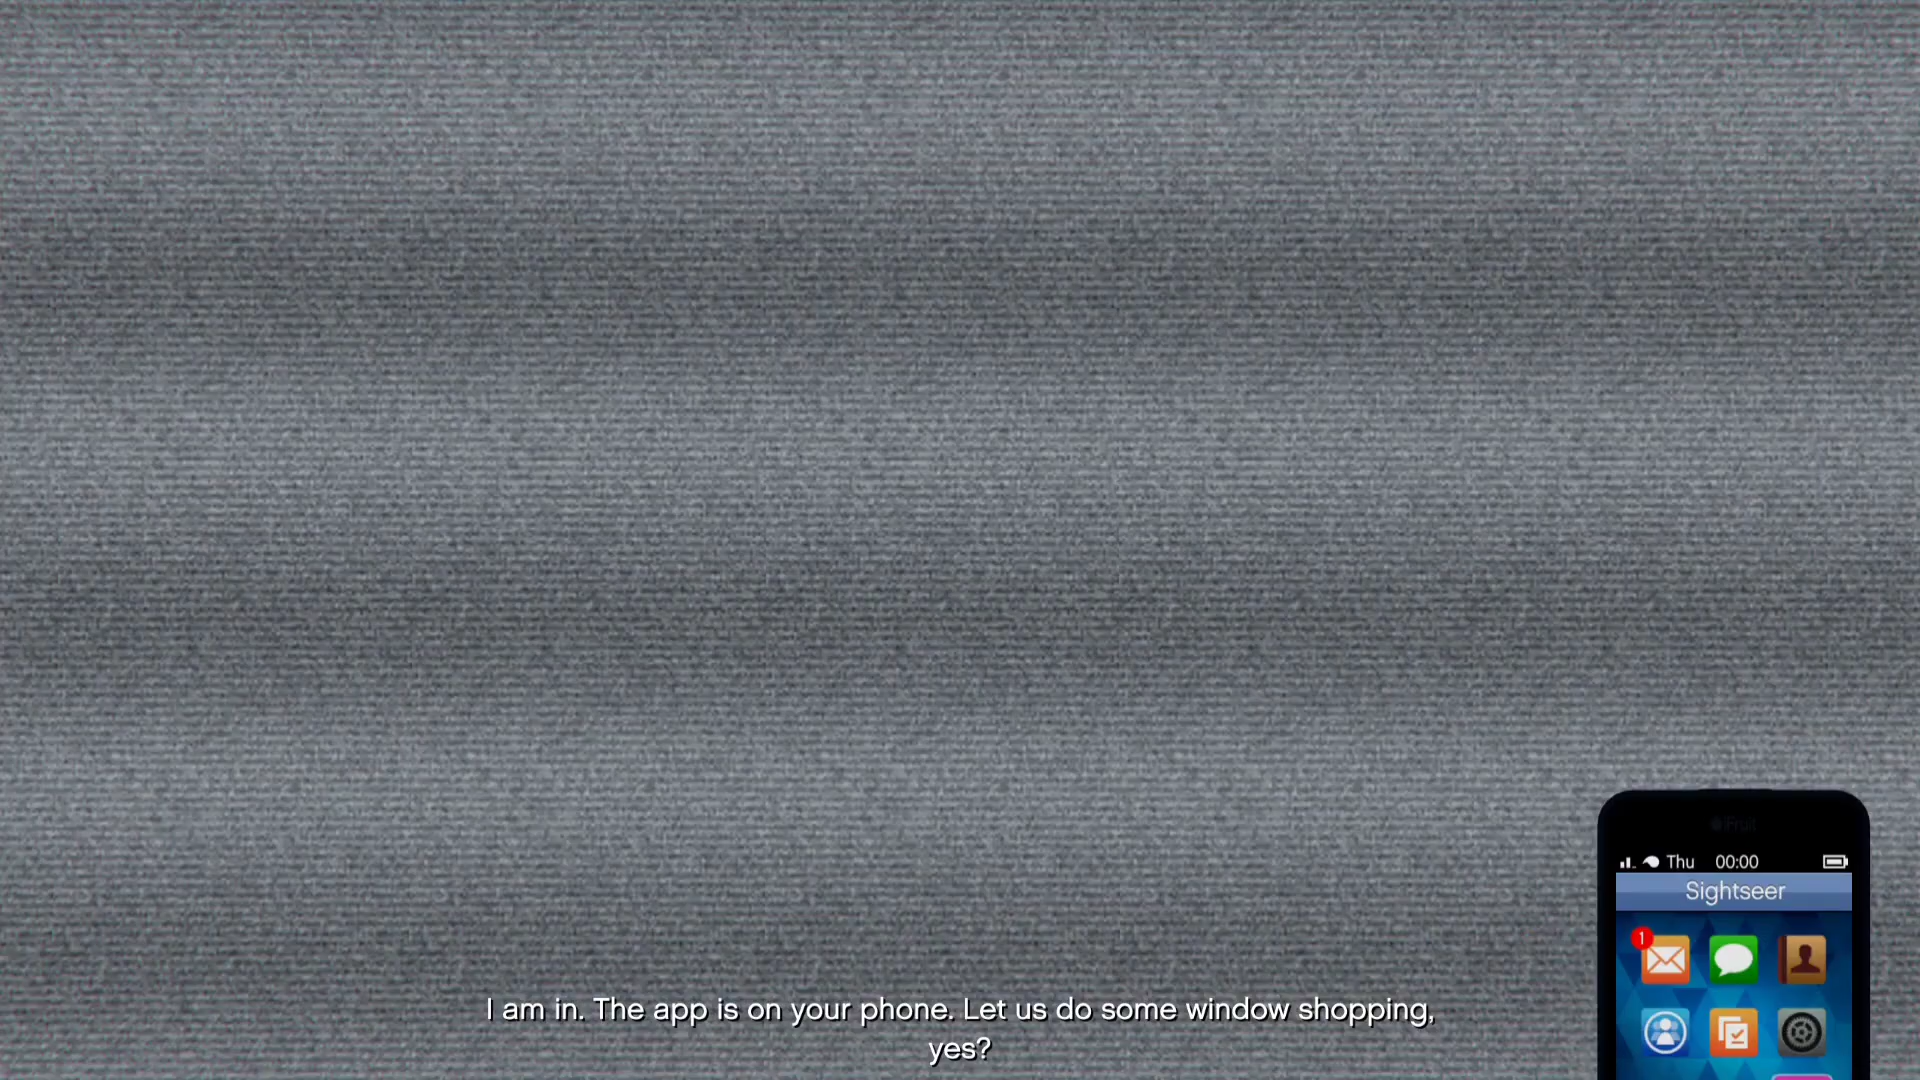 iFruit
Thu 00:00
Sightseer
1
I am in. The app is on your phone. Let us do some window shopping,
yes?